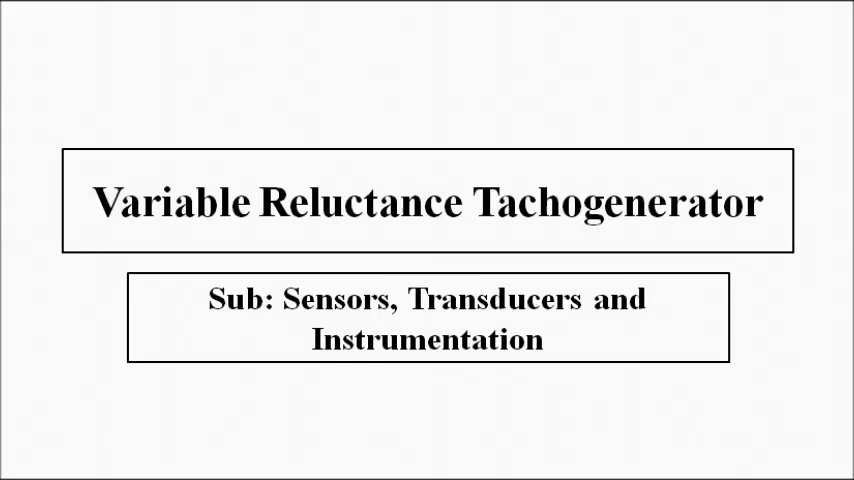 Variable Reluctance Tachogenerator
Sub: Sensors, Transducers and
Instrumentation